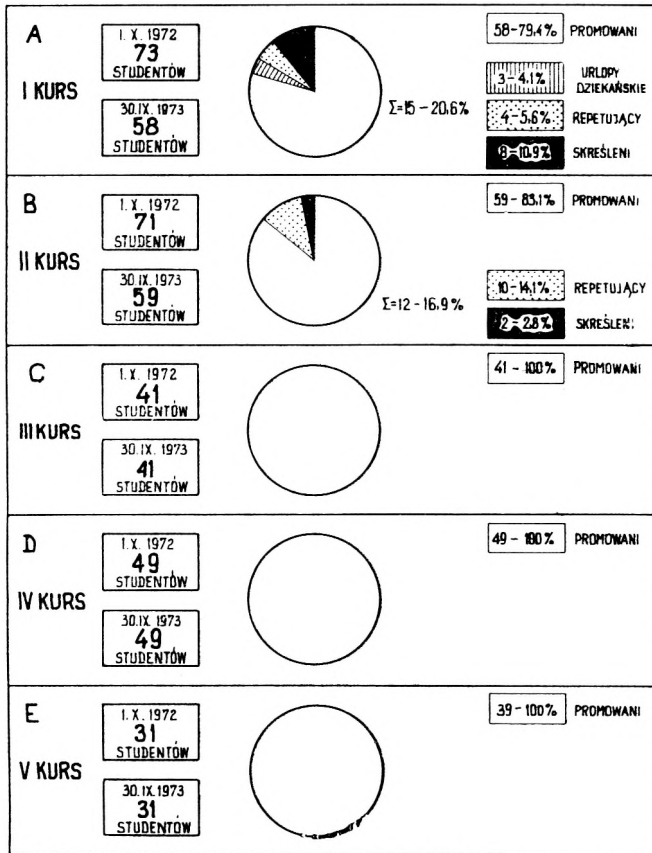 A
I KURS
1. X. 1972
73
STUDENTÓW
30.IX. 1973
58
STUDENTÓW
Σ=15 – 20,6%
58–79,4% PROMOWANI
3 – 4,1% URLOPY DZIEKAŃSKIE
4–5,6% REPETUJĄCY
8–10,9% SKREŚLENI
B
II KURS
1. X. 1972
71
STUDENTÓW
30.IX. 1973
59
STUDENTÓW
Σ=12 – 16,9%
59–83,1% PROMOWANI
10–14,1% REPETUJĄCY
2–2,8% SKREŚLENI
C
III KURS
1.X. 1972
41
STUDENTÓW
30.IX. 1973
41
STUDENTÓW
41 – 100% PROMOWANI
D
IV KURS
1.X. 1972
49
STUDENTÓW
30.IX. 1973
49
STUDENTÓW
49 – 100% PROMOWANI
E
V KURS
1.X. 1972
31
STUDENTÓW
30.IX. 1973
31
STUDENTÓW
39–100% PROMOWANI